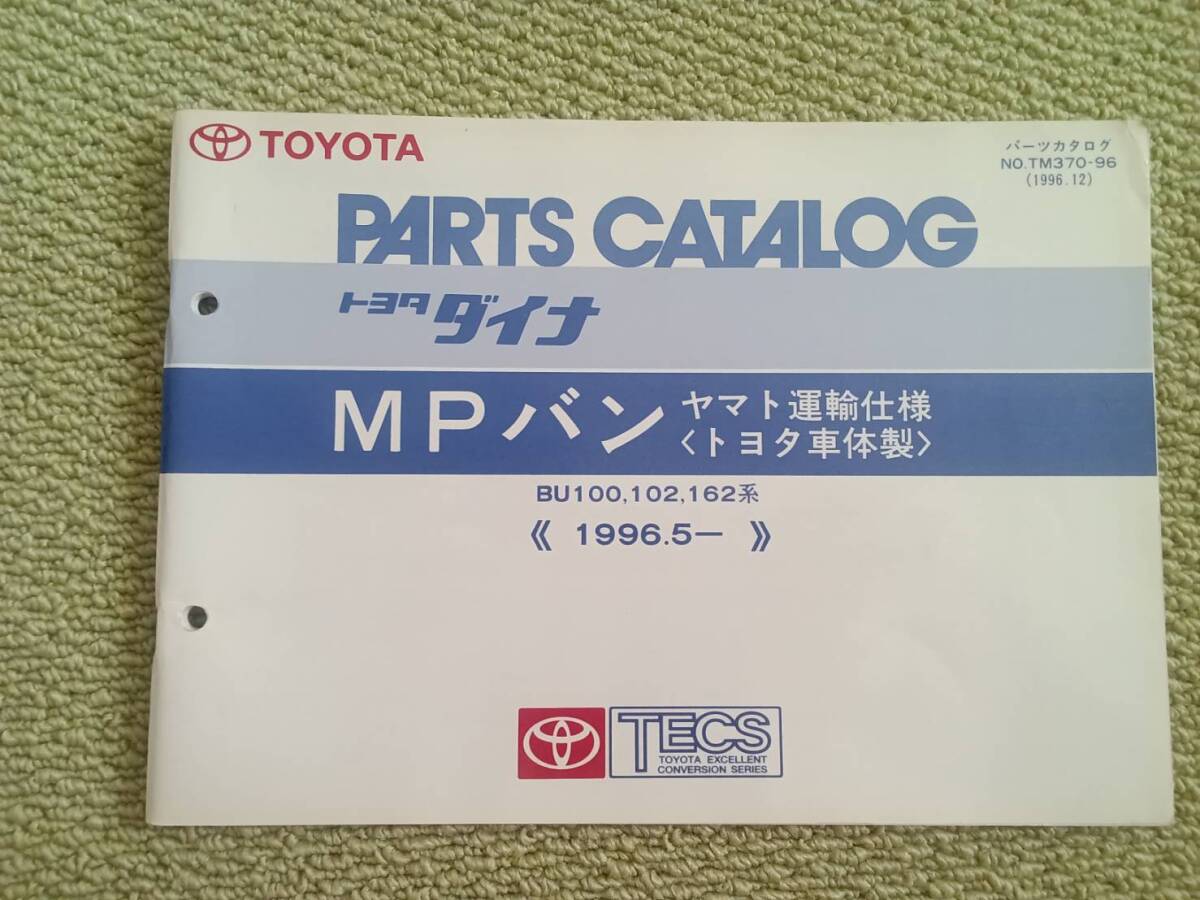 TOYOTA
パーツカタログ
NO.TM370-96
(1996.12)
PARTS CATALOG
トヨタ ダイナ
MPバン ヤマト運輸仕様
〈トヨタ車体製〉
BU100,102,162系
《 1996.5ー 》
TECS
TOYOTA EXCELLENT
CONVERSION SERIES